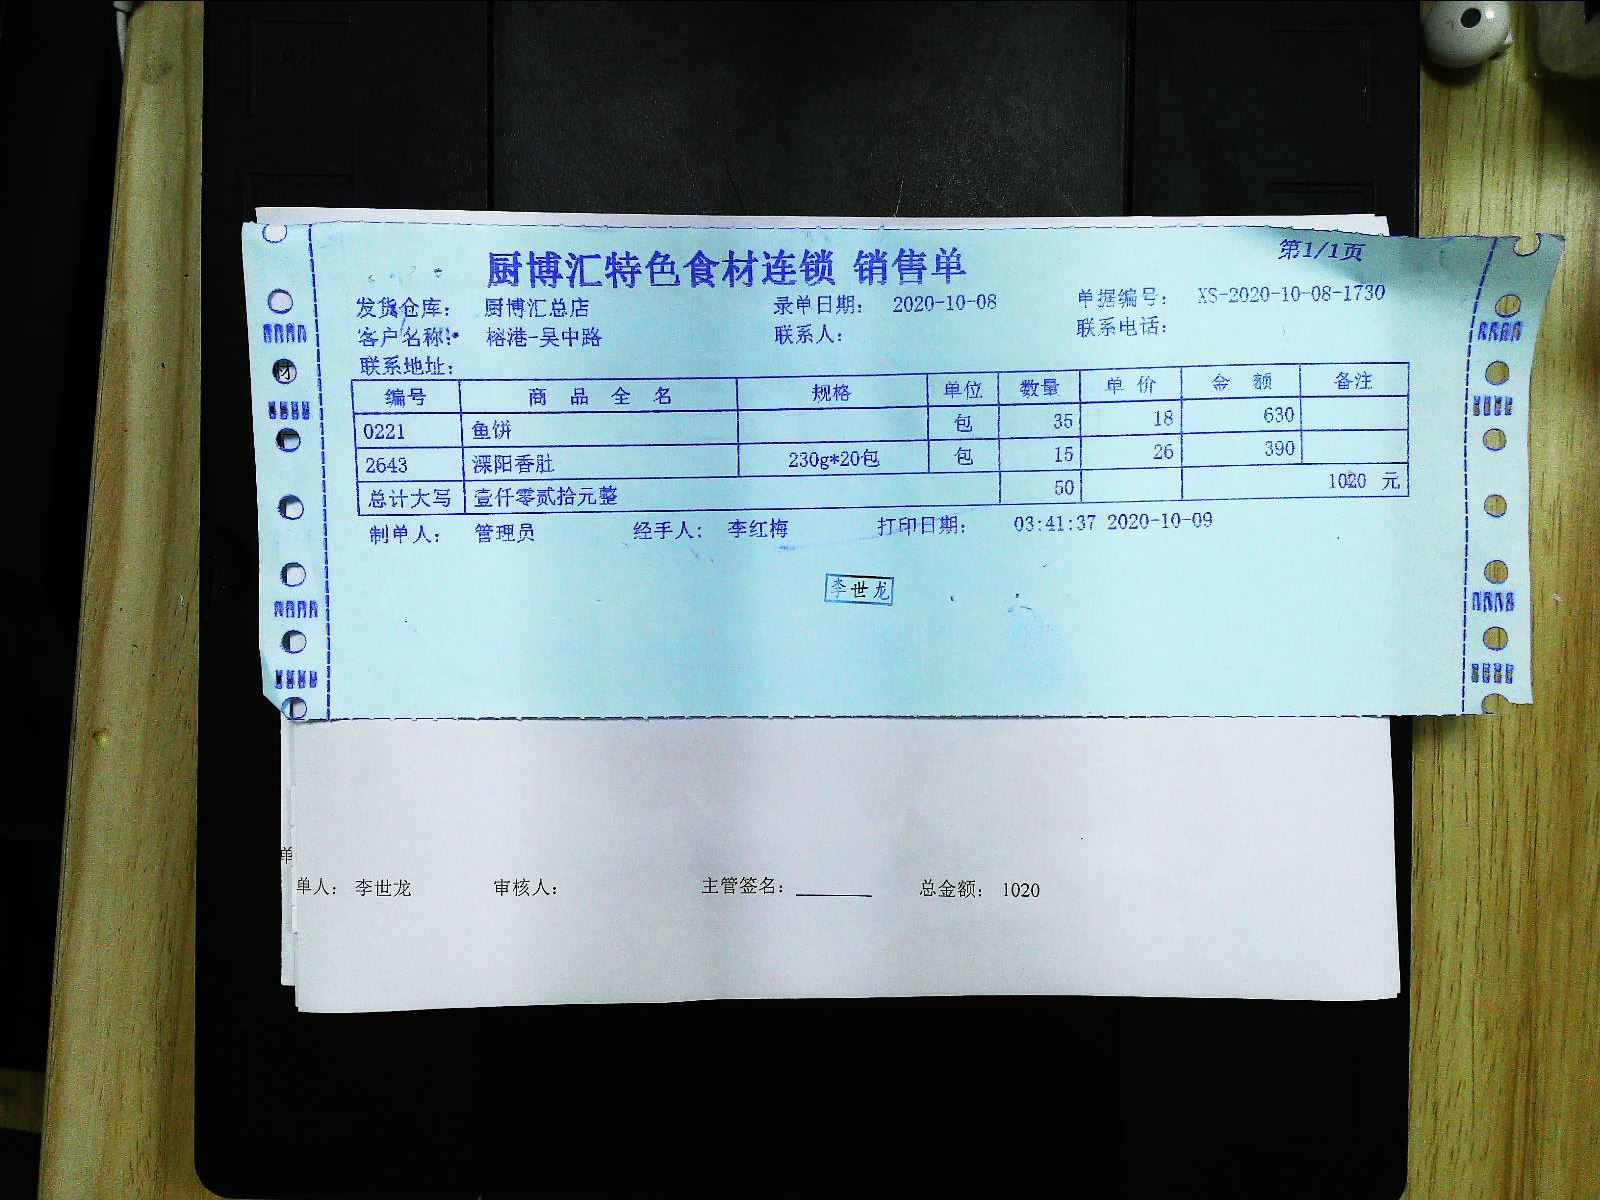 第1/1页
厨博汇特色食材连锁 销售单
发货仓库： 厨博汇总店 录单日期： 2020-10-08 单据编号： XS-2020-10-08-1730
客户名称： 榕港-吴中路 联系人： 联系电话：
联系地址：
编号 商品全名 规格 单位 数量 单价 金额 备注
0221 鱼饼 包 35 18 630
2643 溧阳香肚 230g*20包 包 15 26 390
总计大写 壹仟零贰拾元整 50 1020 元
制单人： 管理员 经手人： 李红梅 打印日期： 03:41:37 2020-10-09
李世龙
材
单
单人： 李世龙 审核人： 主管签名： 总金额： 1020